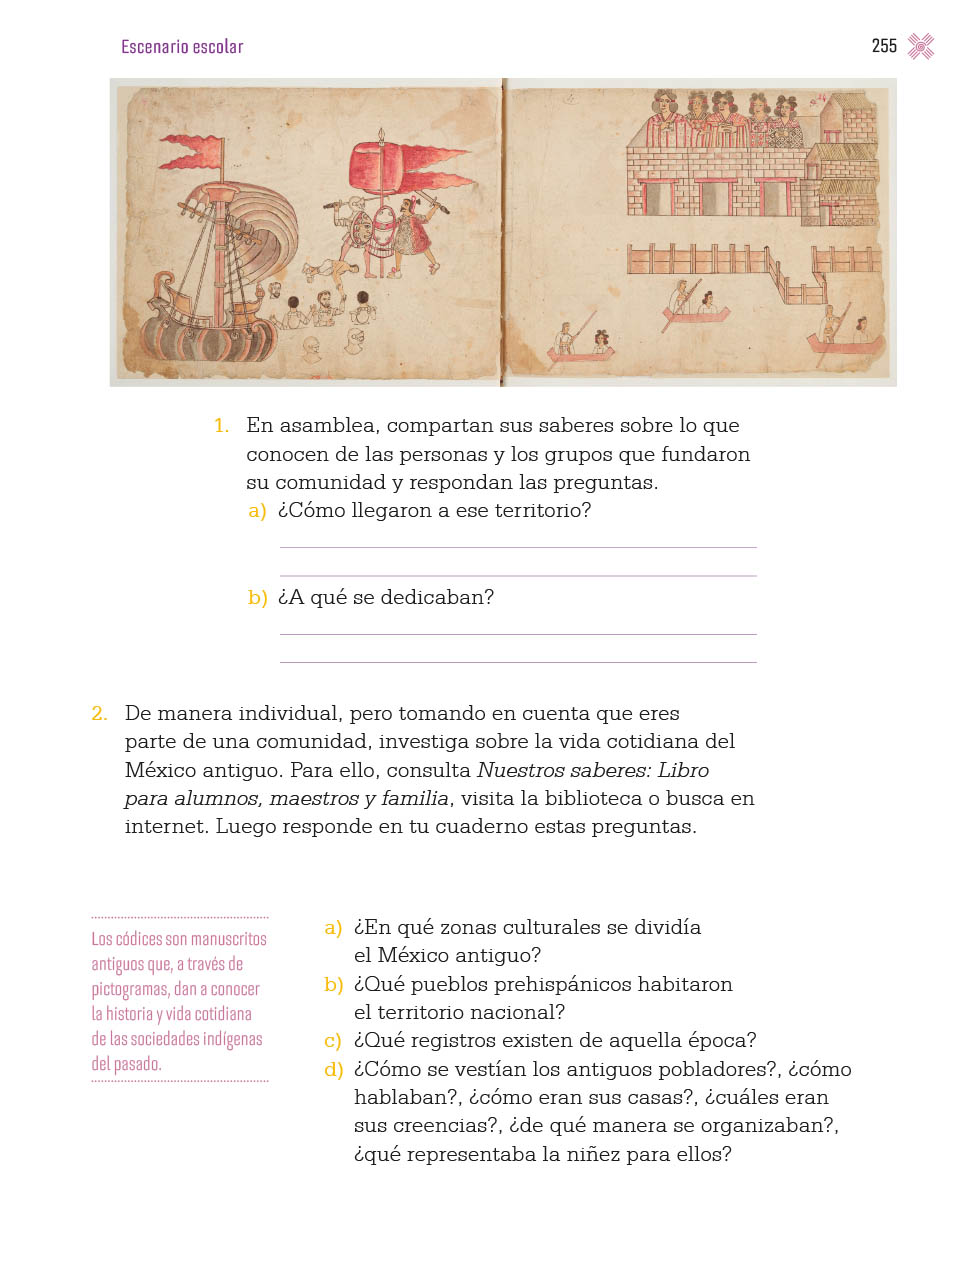 Escenario escolar
255
1. En asamblea, compartan sus saberes sobre lo que
conocen de las personas y los grupos que fundaron
su comunidad y respondan las preguntas.
a) ¿Cómo llegaron a ese territorio?
b) ¿A qué se dedicaban?
2. De manera individual, pero tomando en cuenta que eres
parte de una comunidad, investiga sobre la vida cotidiana del
México antiguo. Para ello, consulta Nuestros saberes: Libro
para alumnos, maestros y familia, visita la biblioteca o busca en
internet. Luego responde en tu cuaderno estas preguntas.
Los códices son manuscritos
antiguos que, a través de
pictogramas, dan a conocer
la historia y vida cotidiana
de las sociedades indígenas
del pasado.
a) ¿En qué zonas culturales se dividía
el México antiguo?
b) ¿Qué pueblos prehispánicos habitaron
el territorio nacional?
c) ¿Qué registros existen de aquella época?
d) ¿Cómo se vestían los antiguos pobladores?, ¿cómo
hablaban?, ¿cómo eran sus casas?, ¿cuáles eran
sus creencias?, ¿de qué manera se organizaban?,
¿qué representaba la niñez para ellos?